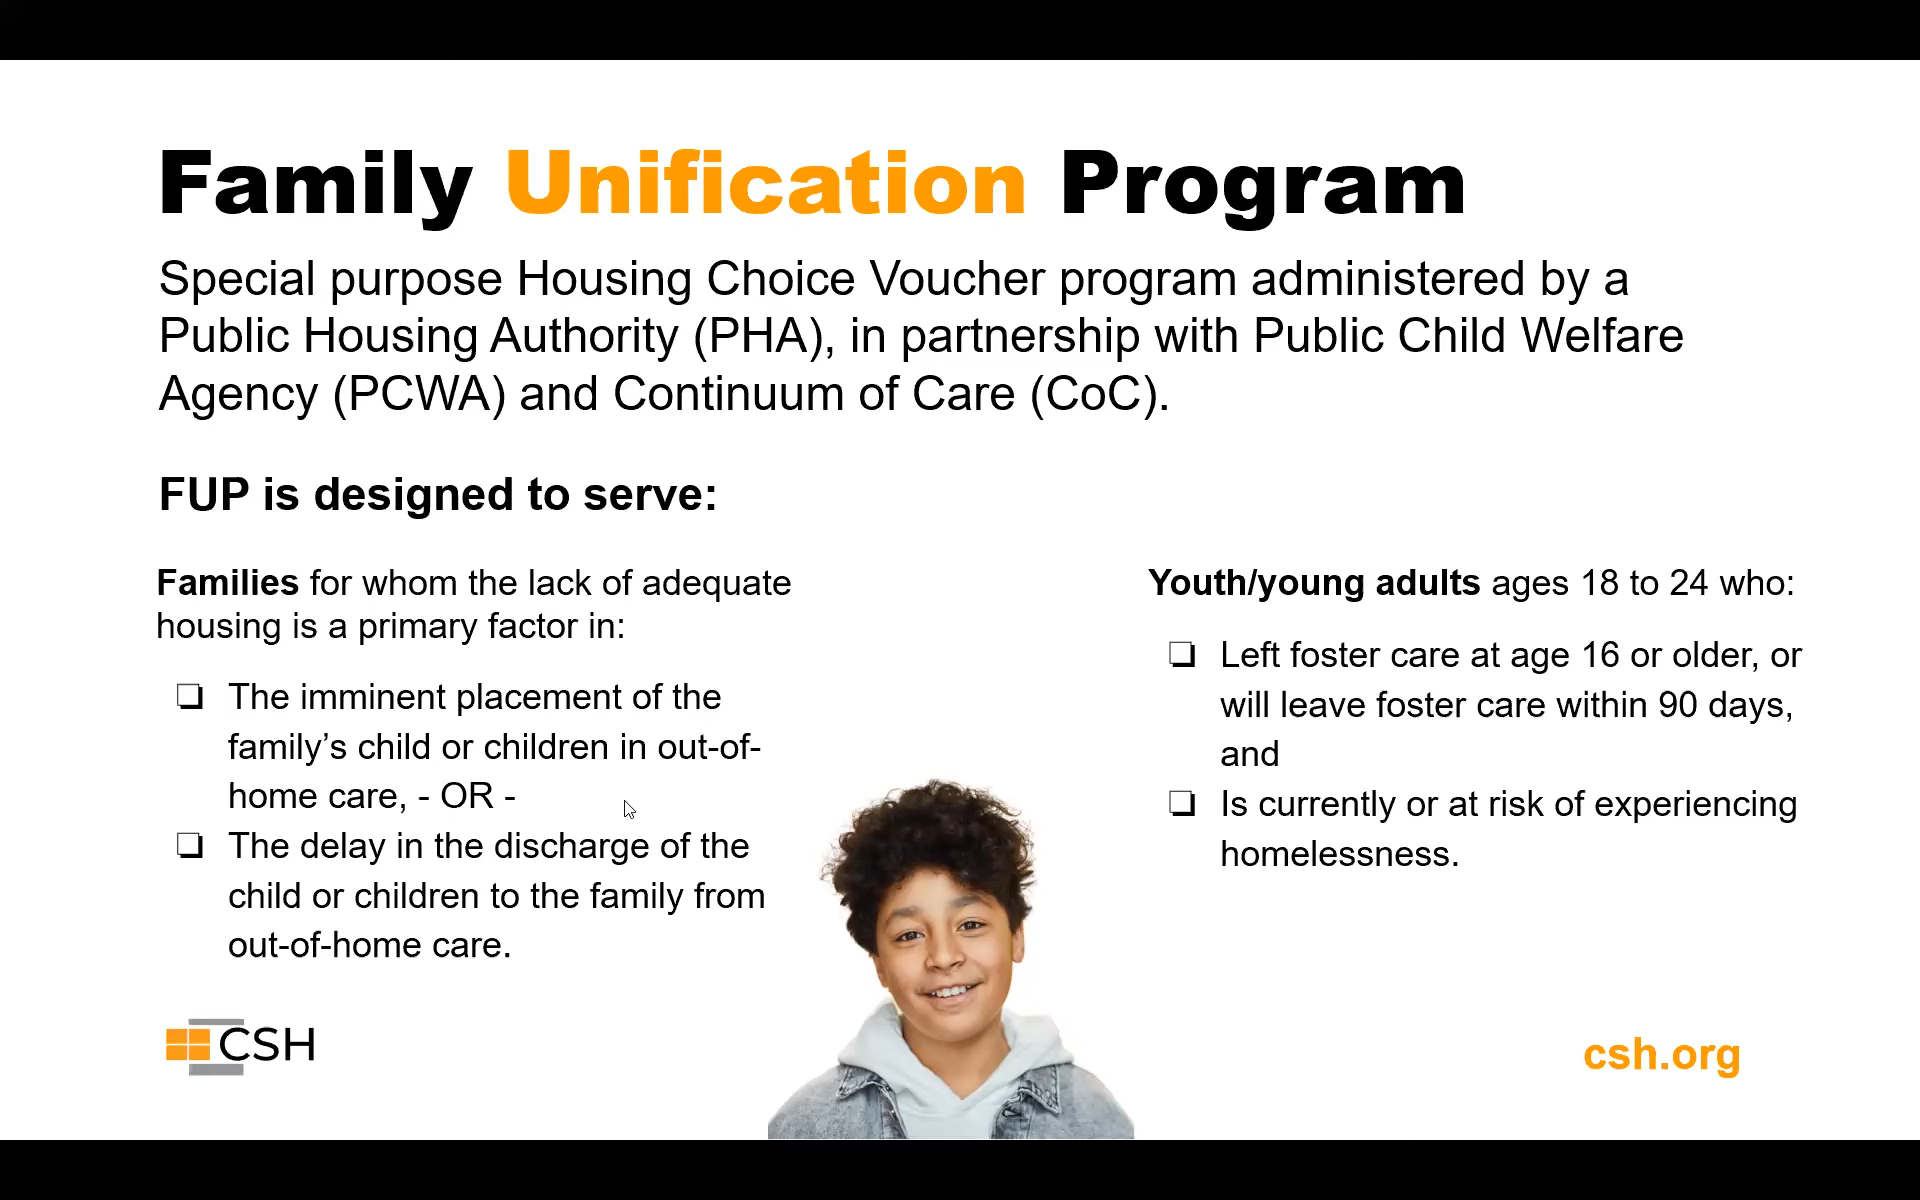 Family Unification Program
Special purpose Housing Choice Voucher program administered by a
Public Housing Authority (PHA), in partnership with Public Child Welfare
Agency (PCWA) and Continuum of Care (CoC).
FUP is designed to serve:
Families for whom the lack of adequate
housing is a primary factor in:
❏ The imminent placement of the
family’s child or children in out-of-
home care, - OR -
❏ The delay in the discharge of the
child or children to the family from
out-of-home care.
Youth/young adults ages 18 to 24 who:
❏ Left foster care at age 16 or older, or
will leave foster care within 90 days,
and
❏ Is currently or at risk of experiencing
homelessness.
CSH
csh.org